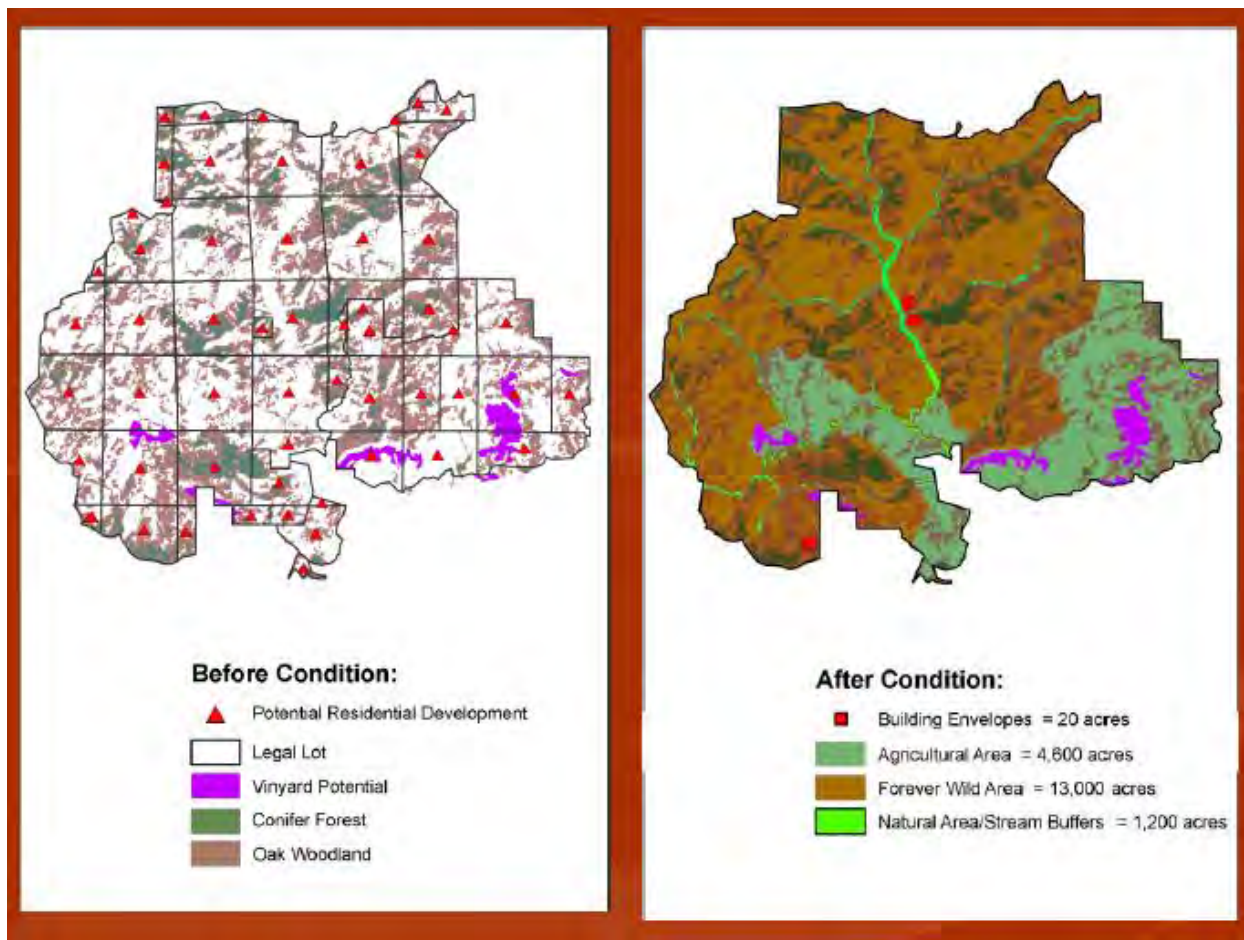 Before Condition:
Potential Residential Development
Legal Lot
Vinyard Potential
Conifer Forest
Oak Woodland
After Condition:
Building Envelopes = 20 acres
Agricultural Area = 4,600 acres
Forever Wild Area = 13,000 acres
Natural Area/Stream Buffers = 1,200 acres